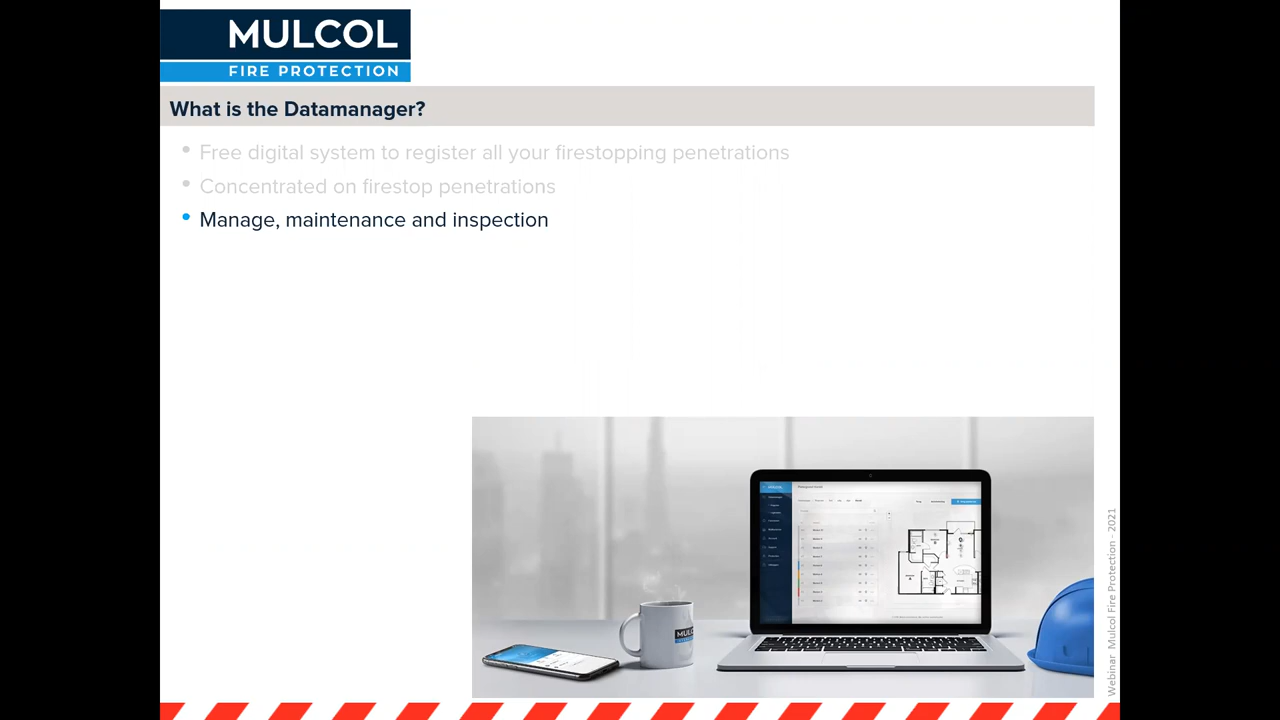 MULCOL
FIRE PROTECTION
What is the Datamanager?
• Free digital system to register all your firestopping penetrations
• Concentrated on firestop penetrations
• Manage, maintenance and inspection
MULCOL
Webinar Mulcol Fire Protection - 2021